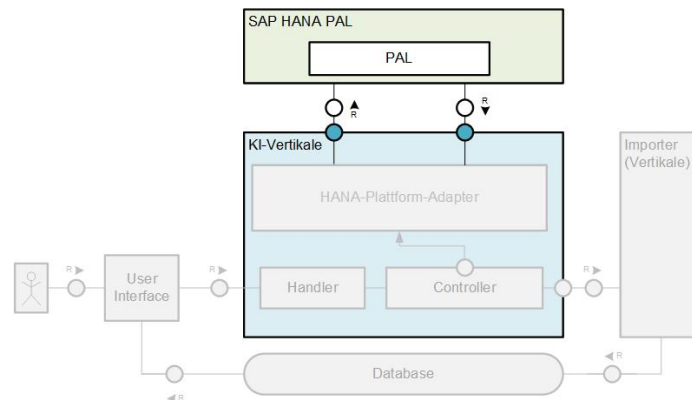 SAP HANA PAL
PAL
R
R
KI-Vertikale
Importer
(Vertikale)
HANA-Plattform-Adapter
R
User
Interface
R
Handler
Controller
R
Database
R
R